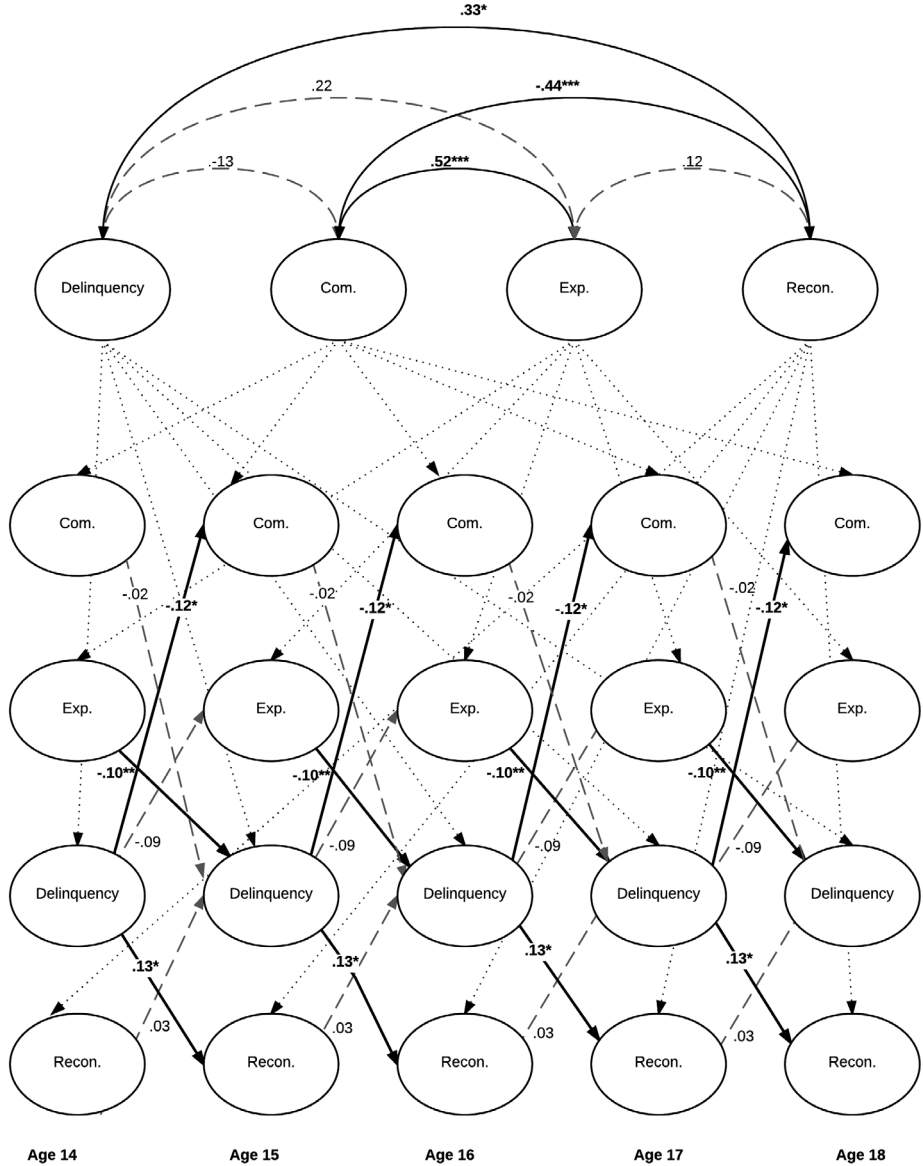 .33*
.22 -.44***
.-13 .52*** .12
Delinquency Com. Exp. Recon.
Com. Com. Com. Com. Com.
-.02 -.02 -.02 -.02
-.12* -.12* -.12* -.12*
Exp. Exp. Exp. Exp. Exp.
-.10** -.10** -.10** -.10**
-.09 -.09 -.09 -.09
Delinquency Delinquency Delinquency Delinquency Delinquency
.13* .13* .13* .13*
.03 .03 .03 .03
Recon. Recon. Recon. Recon. Recon.
Age 14 Age 15 Age 16 Age 17 Age 18